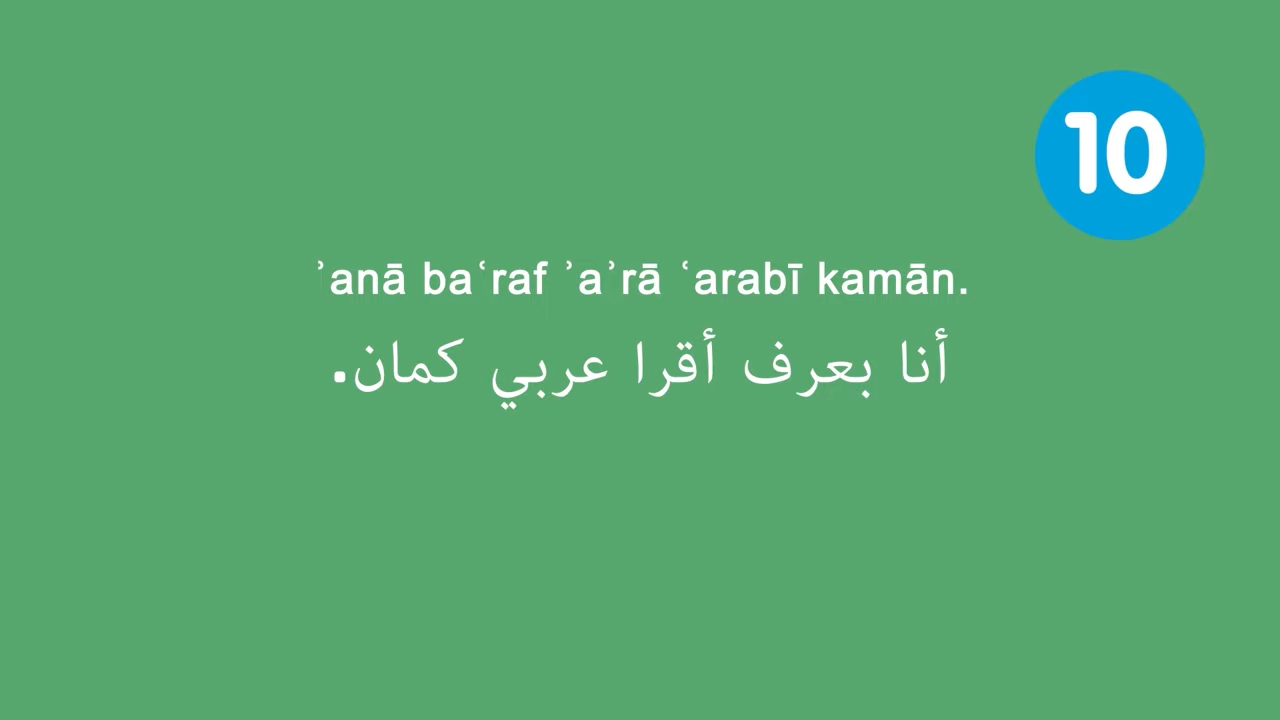 10
ʾanā baʿraf ʾaʾrā ʿarabī kamān.
أنا بعرف أقرا عربي كمان.